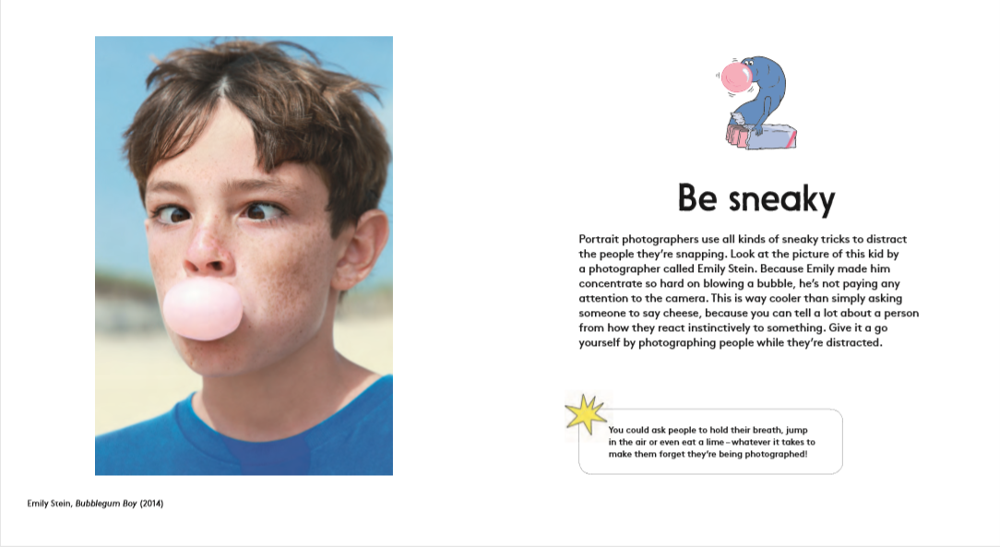 2
Be sneaky
Portrait photographers use all kinds of sneaky tricks to distract
the people they’re snapping. Look at the picture of this kid by
a photographer called Emily Stein. Because Emily made him
concentrate so hard on blowing a bubble, he’s not paying any
attention to the camera. This is way cooler than simply asking
someone to say cheese, because you can tell a lot about a person
from how they react instinctively to something. Give it a go
yourself by photographing people while they’re distracted.
You could ask people to hold their breath, jump
in the air or even eat a lime – whatever it takes to
make them forget they’re being photographed!
Emily Stein, Bubblegum Boy (2014)